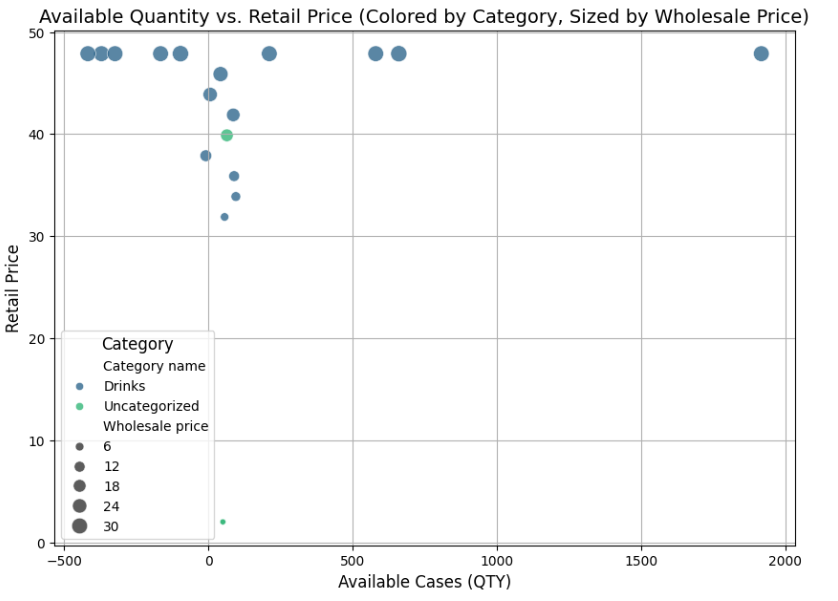 Available Quantity vs. Retail Price (Colored by Category, Sized by Wholesale Price)
50
40
30
20
10
0
Retail Price
Category
Category name
Drinks
Uncategorized
Wholesale price
6
12
18
24
30
−500
0
500
1000
1500
2000
Available Cases (QTY)